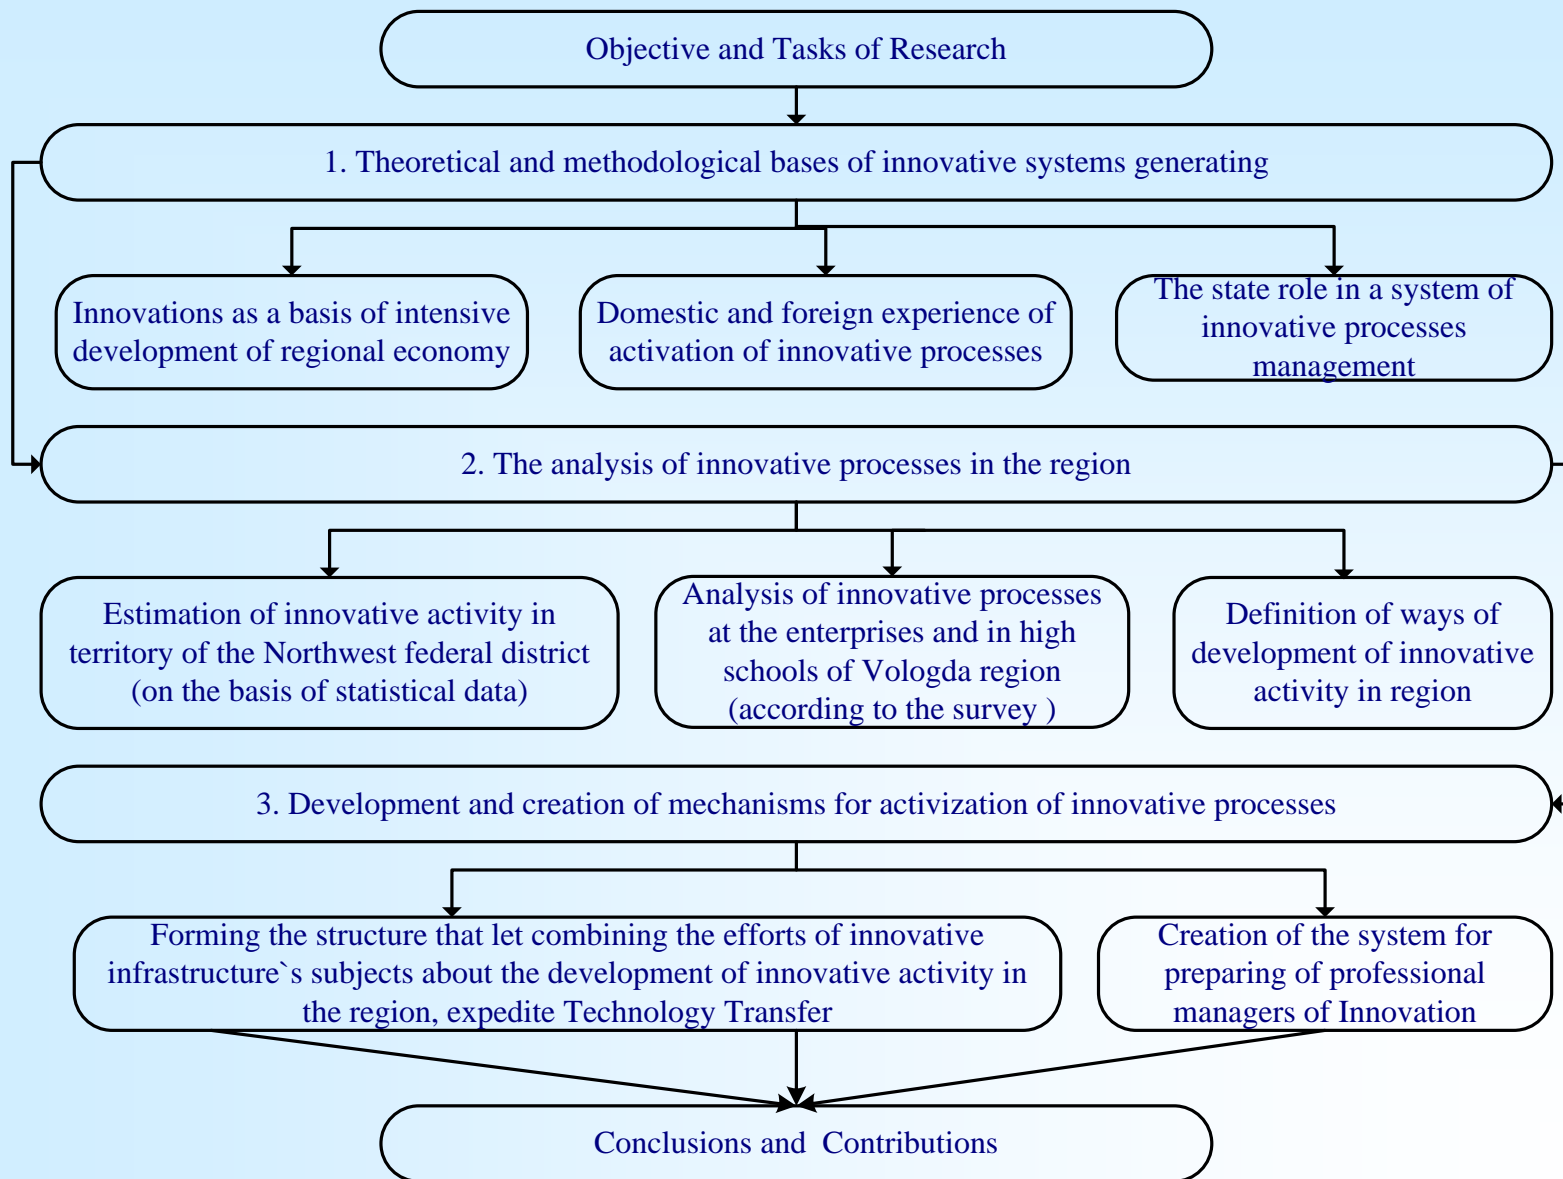 Objective and Tasks of Research
1. Theoretical and methodological bases of innovative systems generating
Innovations as a basis of intensive
development of regional economy
Domestic and foreign experience of
activation of innovative processes
The state role in a system of
innovative processes
management
2. The analysis of innovative processes in the region
Estimation of innovative activity in
territory of the Northwest federal district
(on the basis of statistical data)
Analysis of innovative processes
at the enterprises and in high
schools of Vologda region
(according to the survey )
Definition of ways of
development of innovative
activity in region
3. Development and creation of mechanisms for activization of innovative processes
Forming the structure that let combining the efforts of innovative
infrastructure`s subjects about the development of innovative activity in
the region, expedite Technology Transfer
Creation of the system for
preparing of professional
managers of Innovation
Conclusions and  Contributions